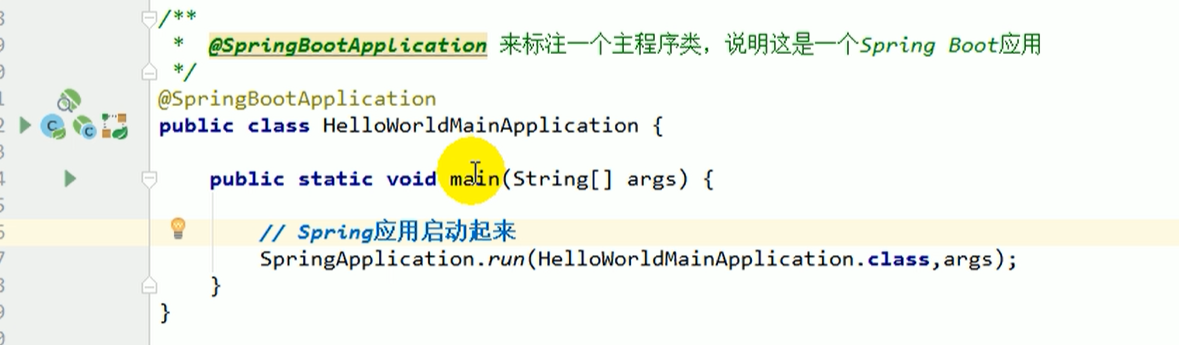 /**
 *  @SpringBootApplication 来标注一个主程序类，说明这是一个Spring Boot应用
 */
@SpringBootApplication
public class HelloWorldMainApplication {
    public static void main(String[] args) {
        // Spring应用启动起来
        SpringApplication.run(HelloWorldMainApplication.class,args);
    }
}